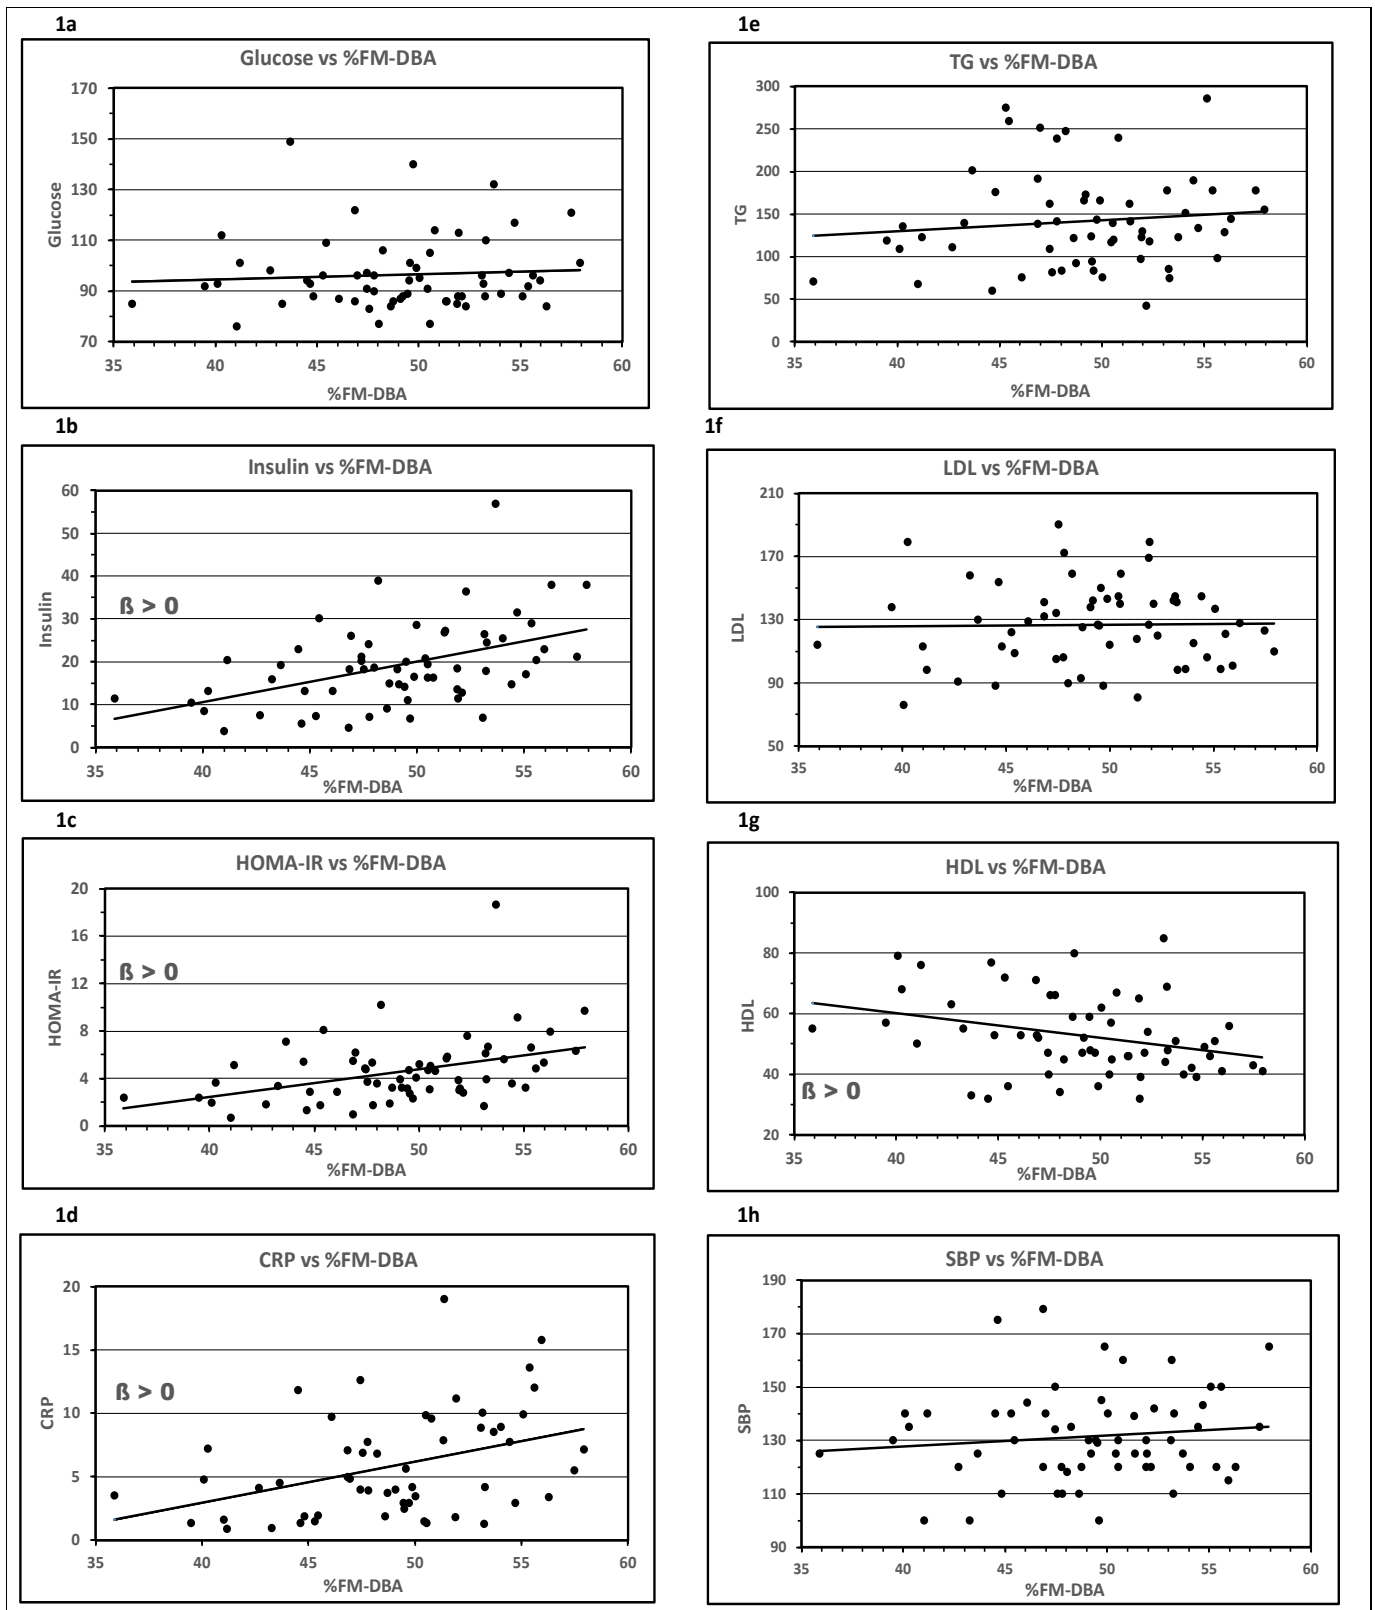 1a
Glucose vs %FM-DBA
170
150
130
110
90
70
Glucose
35 40 45 50 55 60
%FM-DBA
1b
Insulin vs %FM-DBA
60
50
40
30
20
10
0
Insulin
ß > 0
35 40 45 50 55 60
%FM-DBA
1c
HOMA-IR vs %FM-DBA
20
16
12
8
4
0
HOMA-IR
ß > 0
35 40 45 50 55 60
%FM-DBA
1d
CRP vs %FM-DBA
20
15
10
5
0
CRP
ß > 0
35 40 45 50 55 60
%FM-DBA
1e
TG vs %FM-DBA
300
250
200
150
100
50
0
TG
35 40 45 50 55 60
%FM-DBA
1f
LDL vs %FM-DBA
210
170
130
90
50
LDL
35 40 45 50 55 60
%FM-DBA
1g
HDL vs %FM-DBA
100
80
60
40
20
HDL
ß > 0
35 40 45 50 55 60
%FM-DBA
1h
SBP vs %FM-DBA
190
170
150
130
110
90
SBP
35 40 45 50 55 60
%FM-DBA